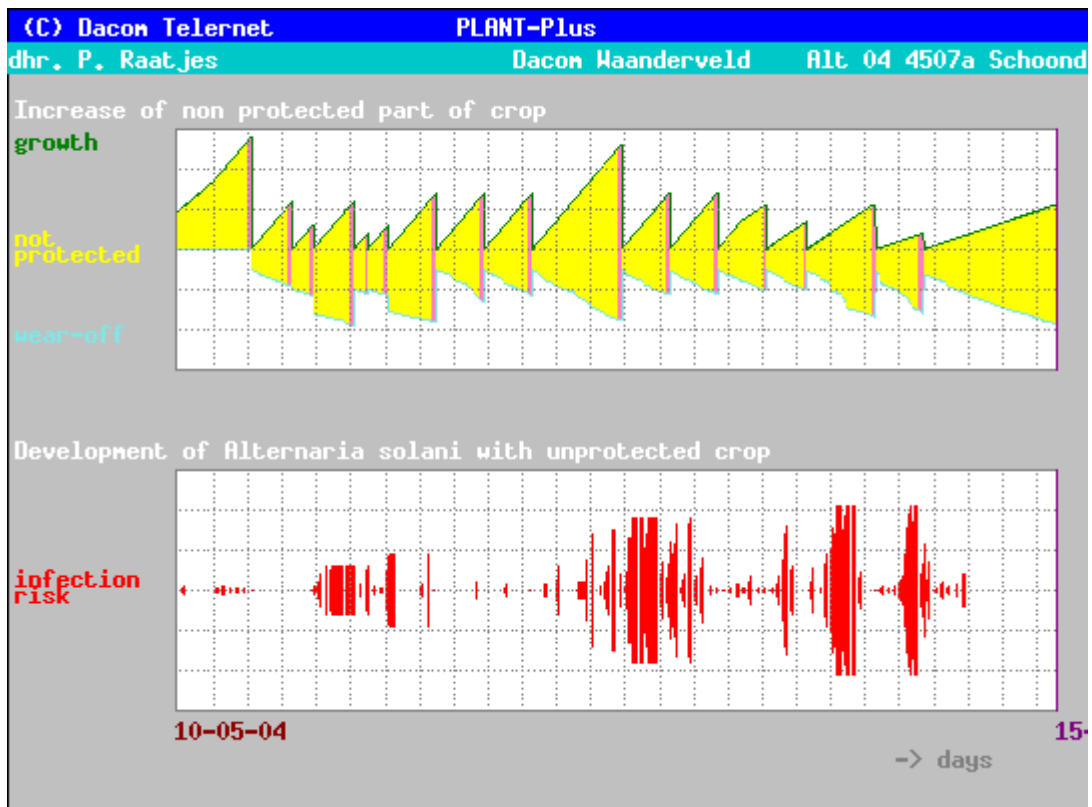 (C) Dacom Telernet PLANT-Plus
dhr. P. Raatjes Dacom Waanderveld Alt 04 4507a Schoond
Increase of non protected part of crop
growth
not
protected
wear-off
Development of Alternaria solani with unprotected crop
infection
risk
10-05-04 15-
-> days